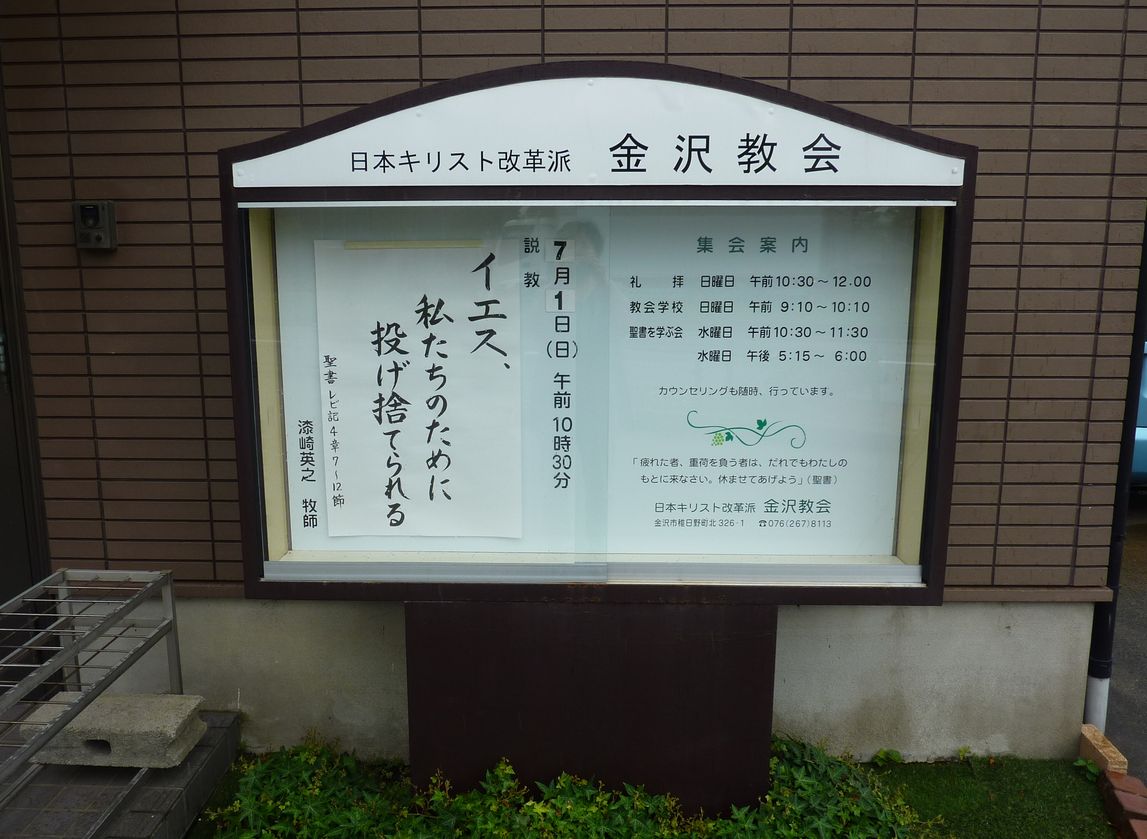 日本キリスト改革派 金沢教会
説教 7月1日(日) 午前10時30分
イエス、
私たちのために
投げ捨てられる
聖書 レビ記4章7~12節
漆崎英之 牧師
集会案内
礼拝 日曜日 午前10:30~12:00
教会学校 日曜日 午前 9:10~10:10
聖書を学ぶ会 水曜日 午前10:30~11:30
水曜日 午後 5:15~ 6:00
カウンセリングも随時、行っています。
「疲れた者、重荷を負う者は、だれでもわたしの
もとに来なさい。休ませてあげよう」(聖書)
日本キリスト改革派 金沢教会
金沢市稚日野町北326-1 ☎076(267)8113